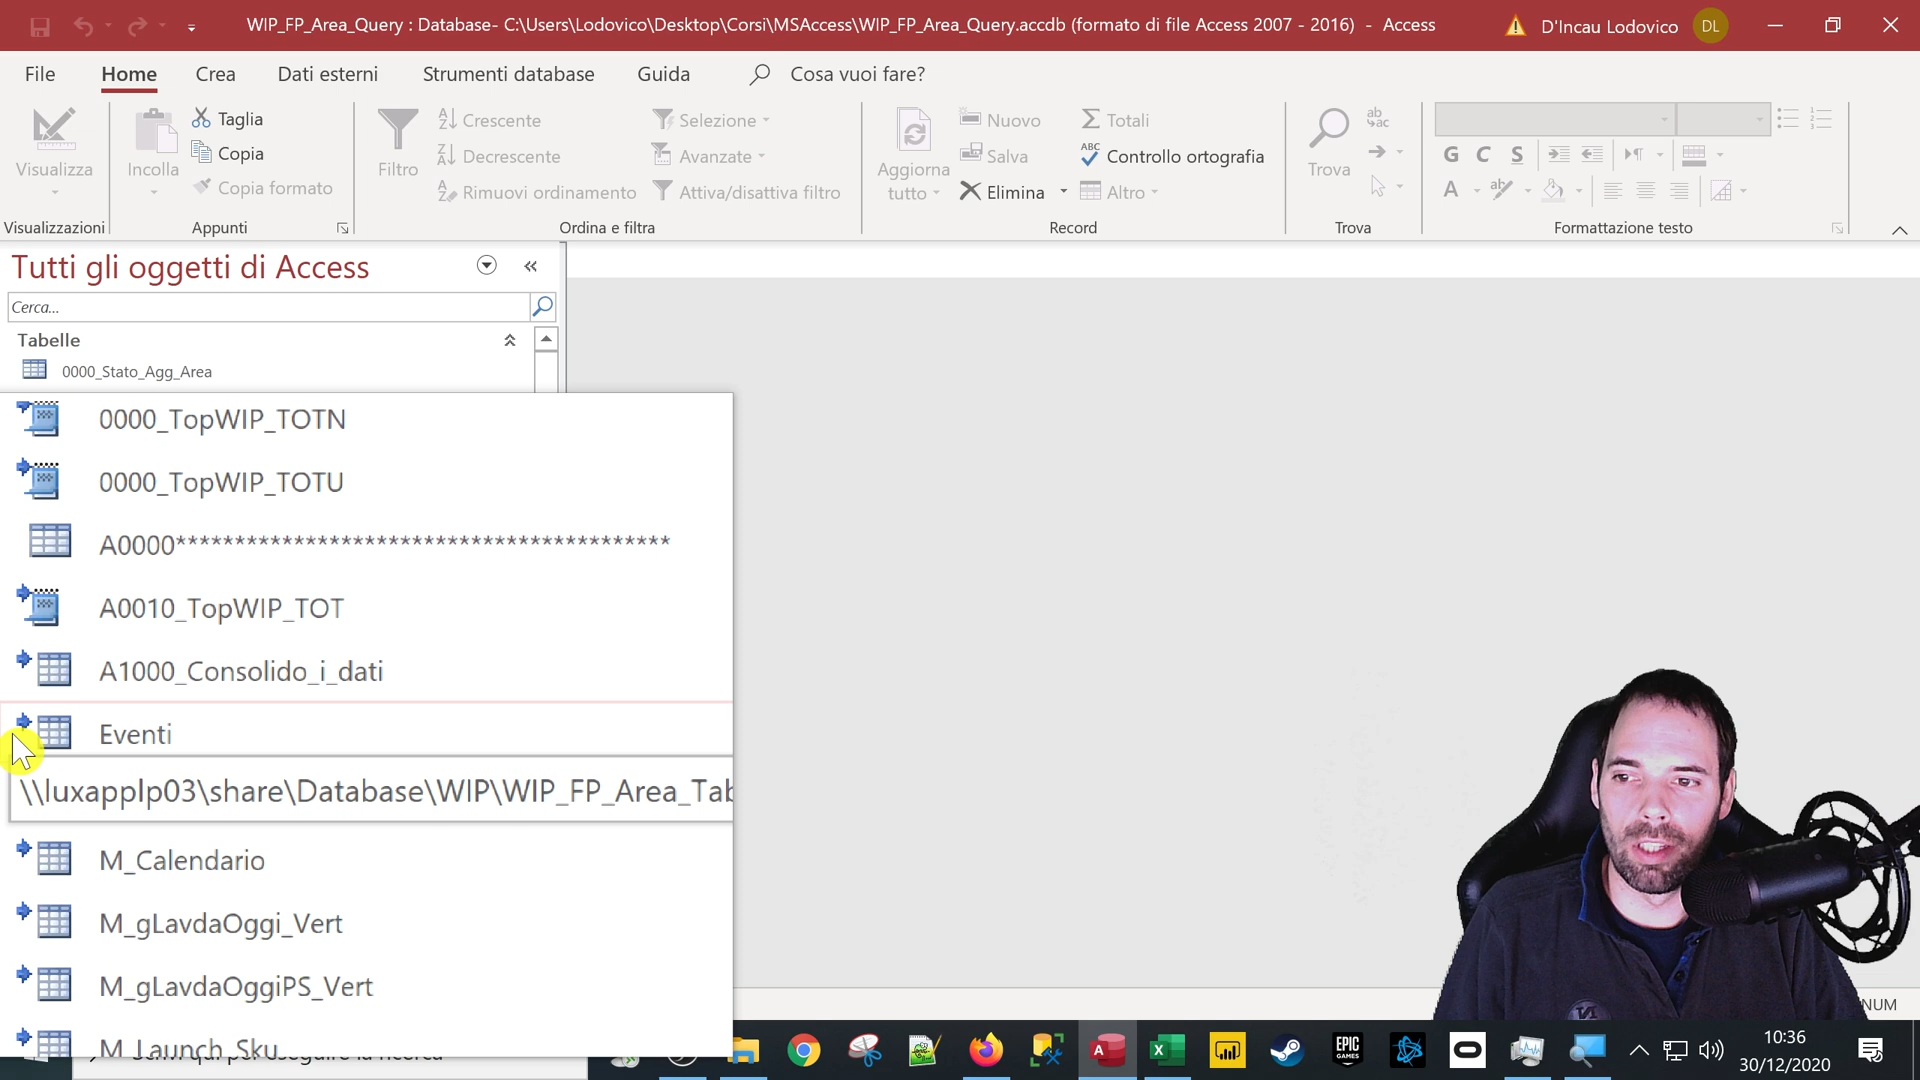 WIP_FP_Area_Query : Database- C:\Users\Lodovico\Desktop\Corsi\MSAccess\WIP_FP_Area_Query.accdb (formato di file Access 2007 - 2016) - Access
D'Incau Lodovico
DL
File
Home
Crea
Dati esterni
Strumenti database
Guida
Cosa vuoi fare?
Visualizza
Incolla
Taglia
Copia
Copia formato
Filtro
Crescente
Decrescente
Rimuovi ordinamento
Selezione
Avanzate
Attiva/disattiva filtro
Aggiorna
tutto
Nuovo
Salva
Elimina
Totali
Controllo ortografia
Altro
Trova
G C S
A
Visualizzazioni
Appunti
Ordina e filtra
Record
Trova
Formattazione testo
Tutti gli oggetti di Access
Cerca...
Tabelle
0000_Stato_Agg_Area
0000_TopWIP_TOTN
0000_TopWIP_TOTU
A0000******************************************
A0010_TopWIP_TOT
A1000_Consolido_i_dati
Eventi
\\luxapplp03\share\Database\WIP\WIP_FP_Area_Tab
M_Calendario
M_gLavdaOggi_Vert
M_gLavdaOggiPS_Vert
M_Launch_Sku
NUM
10:36
30/12/2020